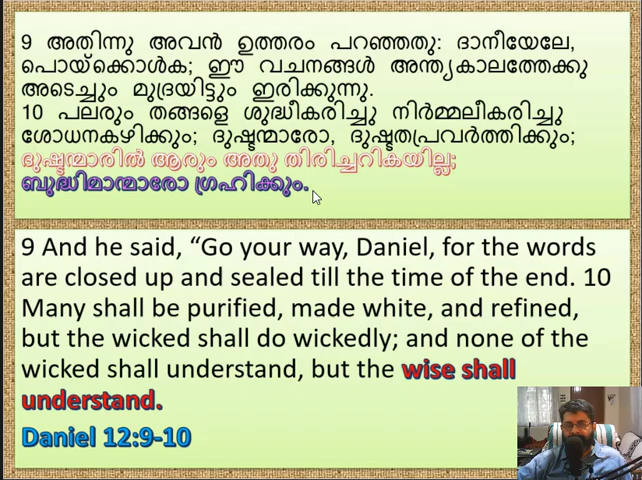 9 അതിന്നു അവൻ ഉത്തരം പറഞ്ഞതു: ദാനീയേലേ,
പൊയ്ക്കൊൾക; ഈ വചനങ്ങൾ അന്ത്യകാലത്തേക്കു
അടെച്ചും മുദ്രയിട്ടും ഇരിക്കുന്നു.
10 പലരും തങ്ങളെ ശുദ്ധീകരിച്ചു നിർമ്മലീകരിച്ചു
ശോധനകഴിക്കും; ദുഷ്ടന്മാരോ, ദുഷ്ടതപ്രവർത്തിക്കും;
ദുഷ്ടന്മാരിൽ ആരും അതു തിരിച്ചറികയില്ല;
ബുദ്ധിമാന്മാരോ ഗ്രഹിക്കും.
9 And he said, “Go your way, Daniel, for the words
are closed up and sealed till the time of the end. 10
Many shall be purified, made white, and refined,
but the wicked shall do wickedly; and none of the
wicked shall understand, but the wise shall
understand.
Daniel 12:9-10